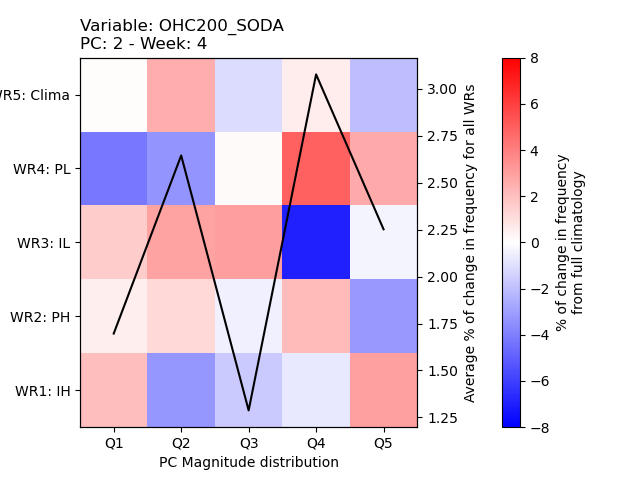 Variable: OHC200_SODA
PC: 2 - Week: 4
WR5: Clima
WR4: PL
WR3: IL
WR2: PH
WR1: IH
Q1 Q2 Q3 Q4 Q5
PC Magnitude distribution
3.00
2.75
2.50
2.25
2.00
1.75
1.50
1.25
Average % of change in frequency for all WRs
8
6
4
2
0
−2
−4
−6
−8
% of change in frequency
from full climatology